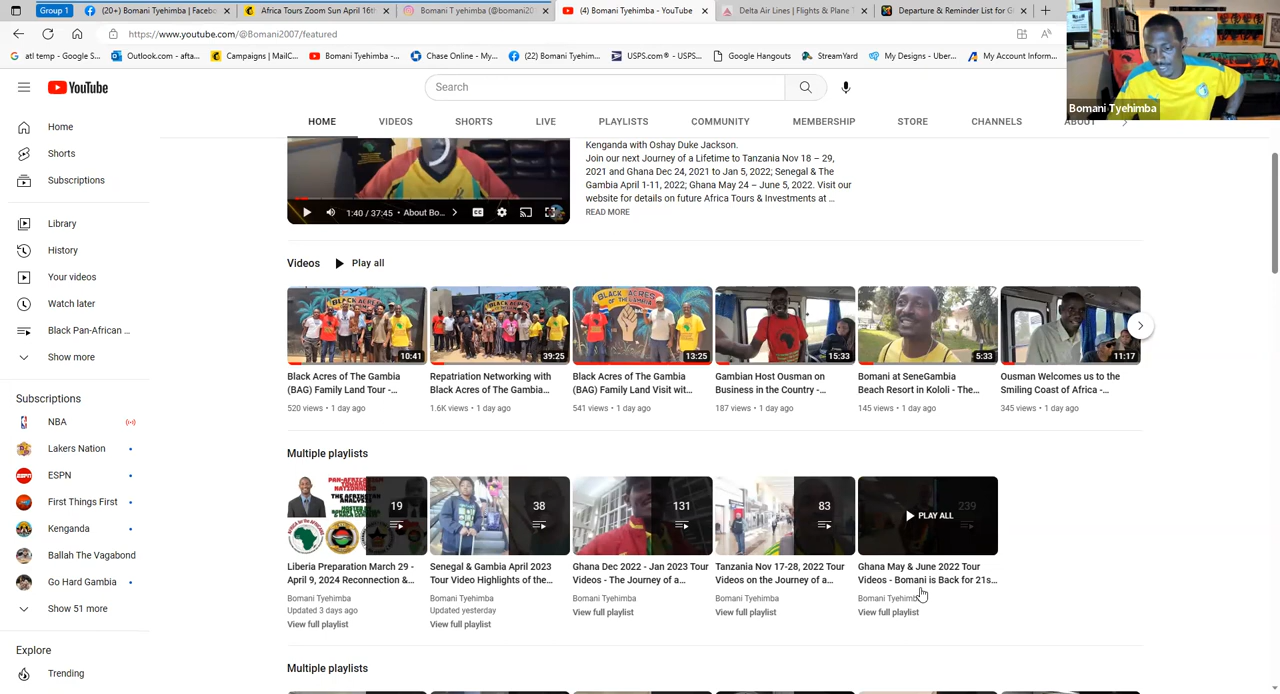 Group 1
(20+) Bomani Tyehimba | Facebo
Africa Tours Zoom Sun April 16th
Bomani T yehimba (@bomani20
(4) Bomani Tyehimba - YouTube
Delta Air Lines | Flights & Plane T
Departure & Reminder List for G
https://www.youtube.com/@Bomani2007/featured
alt temp - Google S...
Outlook.com - afta...
Campaigns | MailC...
Bomani Tyehimba -...
Chase Online - My...
(22) Bomani Tyehim...
USPS.com® - USPS...
Google Hangouts
StreamYard
My Designs - Uber...
My Account Inform...
Bomani Tyehimba
YouTube
Search
HOME
VIDEOS
SHORTS
LIVE
PLAYLISTS
COMMUNITY
MEMBERSHIP
STORE
CHANNELS
ABOUT
Home
Shorts
Subscriptions
Library
History
Your videos
Watch later
Black Pan-African ...
Show more
Subscriptions
NBA
Lakers Nation
ESPN
First Things First
Kenganda
Ballah The Vagabond
Go Hard Gambia
Show 51 more
Explore
Trending
1:40 / 37:45 • About Bo...
Kenganda with Oshay Duke Jackson.
Join our next Journey of a Lifetime to Tanzania Nov 18 – 29,
2021 and Ghana Dec 24, 2021 to Jan 5, 2022; Senegal & The
Gambia April 1-11, 2022; Ghana May 24 – June 5, 2022. Visit our
website for details on future Africa Tours & Investments at ...
READ MORE
Videos
Play all
BLACK ACRES
10:41
Black Acres of The Gambia
(BAG) Family Land Tour -...
520 views • 1 day ago
BLACK ACRES
39:25
Repatriation Networking with
Black Acres of The Gambia...
1.6K views • 1 day ago
BLACK ACRES
13:25
Black Acres of The Gambia
(BAG) Family Land Visit wit...
541 views • 1 day ago
15:33
Gambian Host Ousman on
Business in the Country -...
187 views • 1 day ago
5:33
Bomani at SeneGambia
Beach Resort in Kololi - The...
145 views • 1 day ago
11:17
Ousman Welcomes us to the
Smiling Coast of Africa -...
345 views • 1 day ago
Multiple playlists
19
Liberia Preparation March 29 -
April 9, 2024 Reconnection &...
Bomani Tyehimba
Updated 3 days ago
View full playlist
38
Senegal & Gambia April 2023
Tour Video Highlights of the...
Bomani Tyehimba
Updated yesterday
View full playlist
131
Ghana Dec 2022 - Jan 2023 Tour
Videos - The Journey of a...
Bomani Tyehimba
View full playlist
83
Tanzania Nov 17-28, 2022 Tour
Videos on the Journey of a...
Bomani Tyehimba
View full playlist
239
PLAY ALL
Ghana May & June 2022 Tour
Videos - Bomani is Back for 21s...
Bomani Tyehimb
View full playlist
Multiple playlists